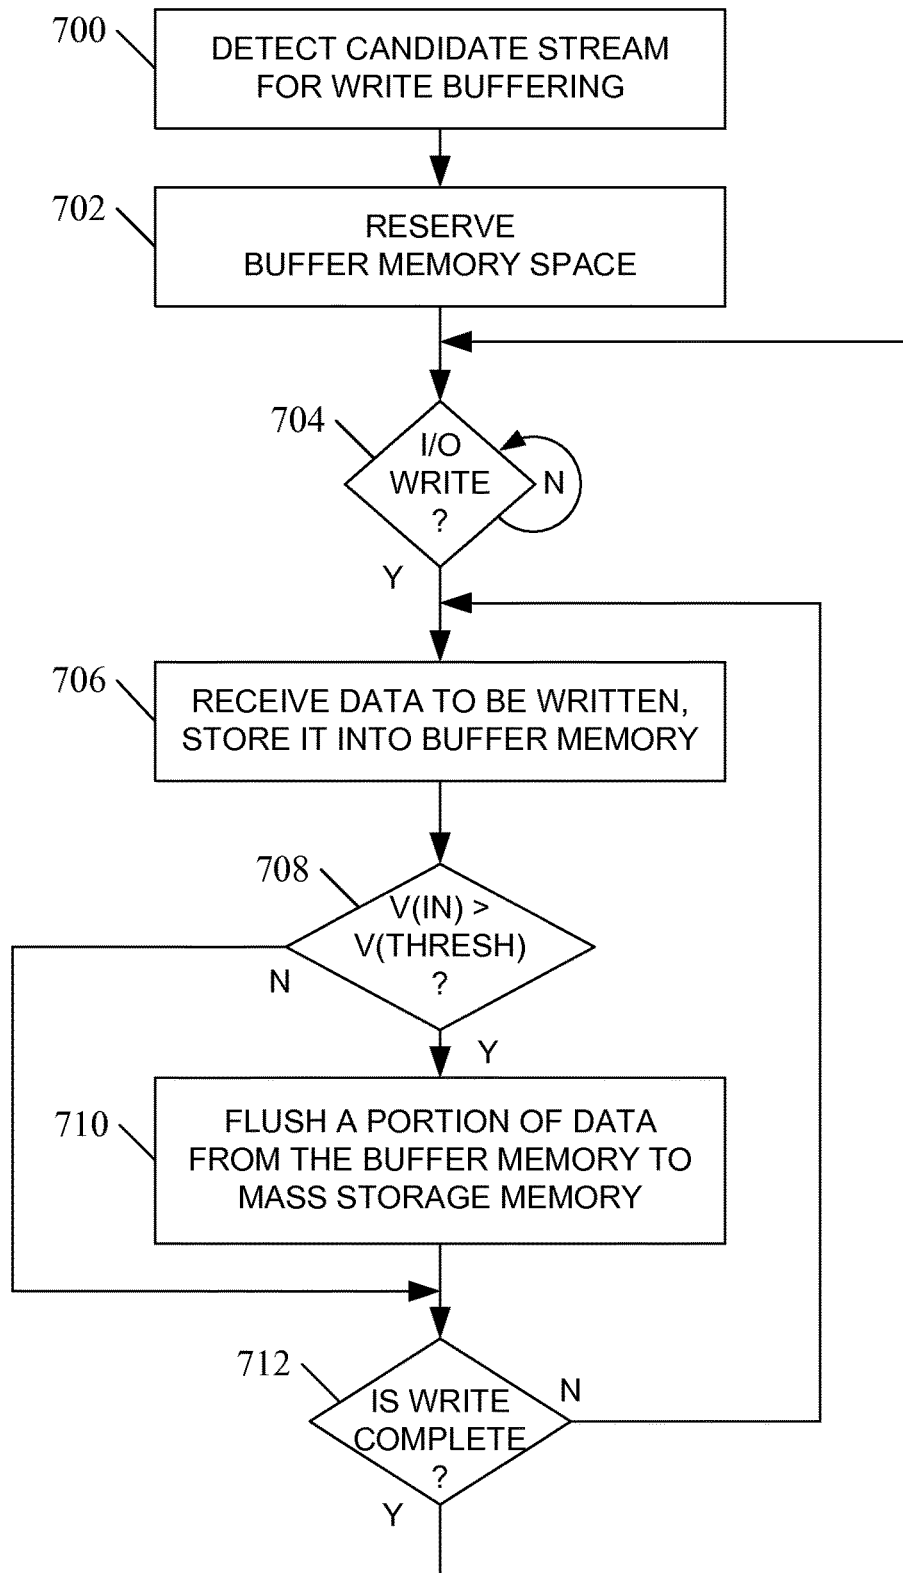 700
DETECT CANDIDATE STREAM
FOR WRITE BUFFERING
702
RESERVE
BUFFER MEMORY SPACE
704
I/O
WRITE
?
N
Y
706
RECEIVE DATA TO BE WRITTEN,
STORE IT INTO BUFFER MEMORY
708
V(IN) >
V(THRESH)
?
N
Y
710
FLUSH A PORTION OF DATA
FROM THE BUFFER MEMORY TO
MASS STORAGE MEMORY
712
IS WRITE
COMPLETE
?
N
Y